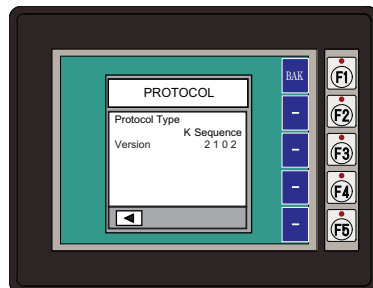 PROTOCOL
Protocol Type
K Sequence
Version 2 1 0 2
BAK
-
-
-
-
F1
F2
F3
F4
F5